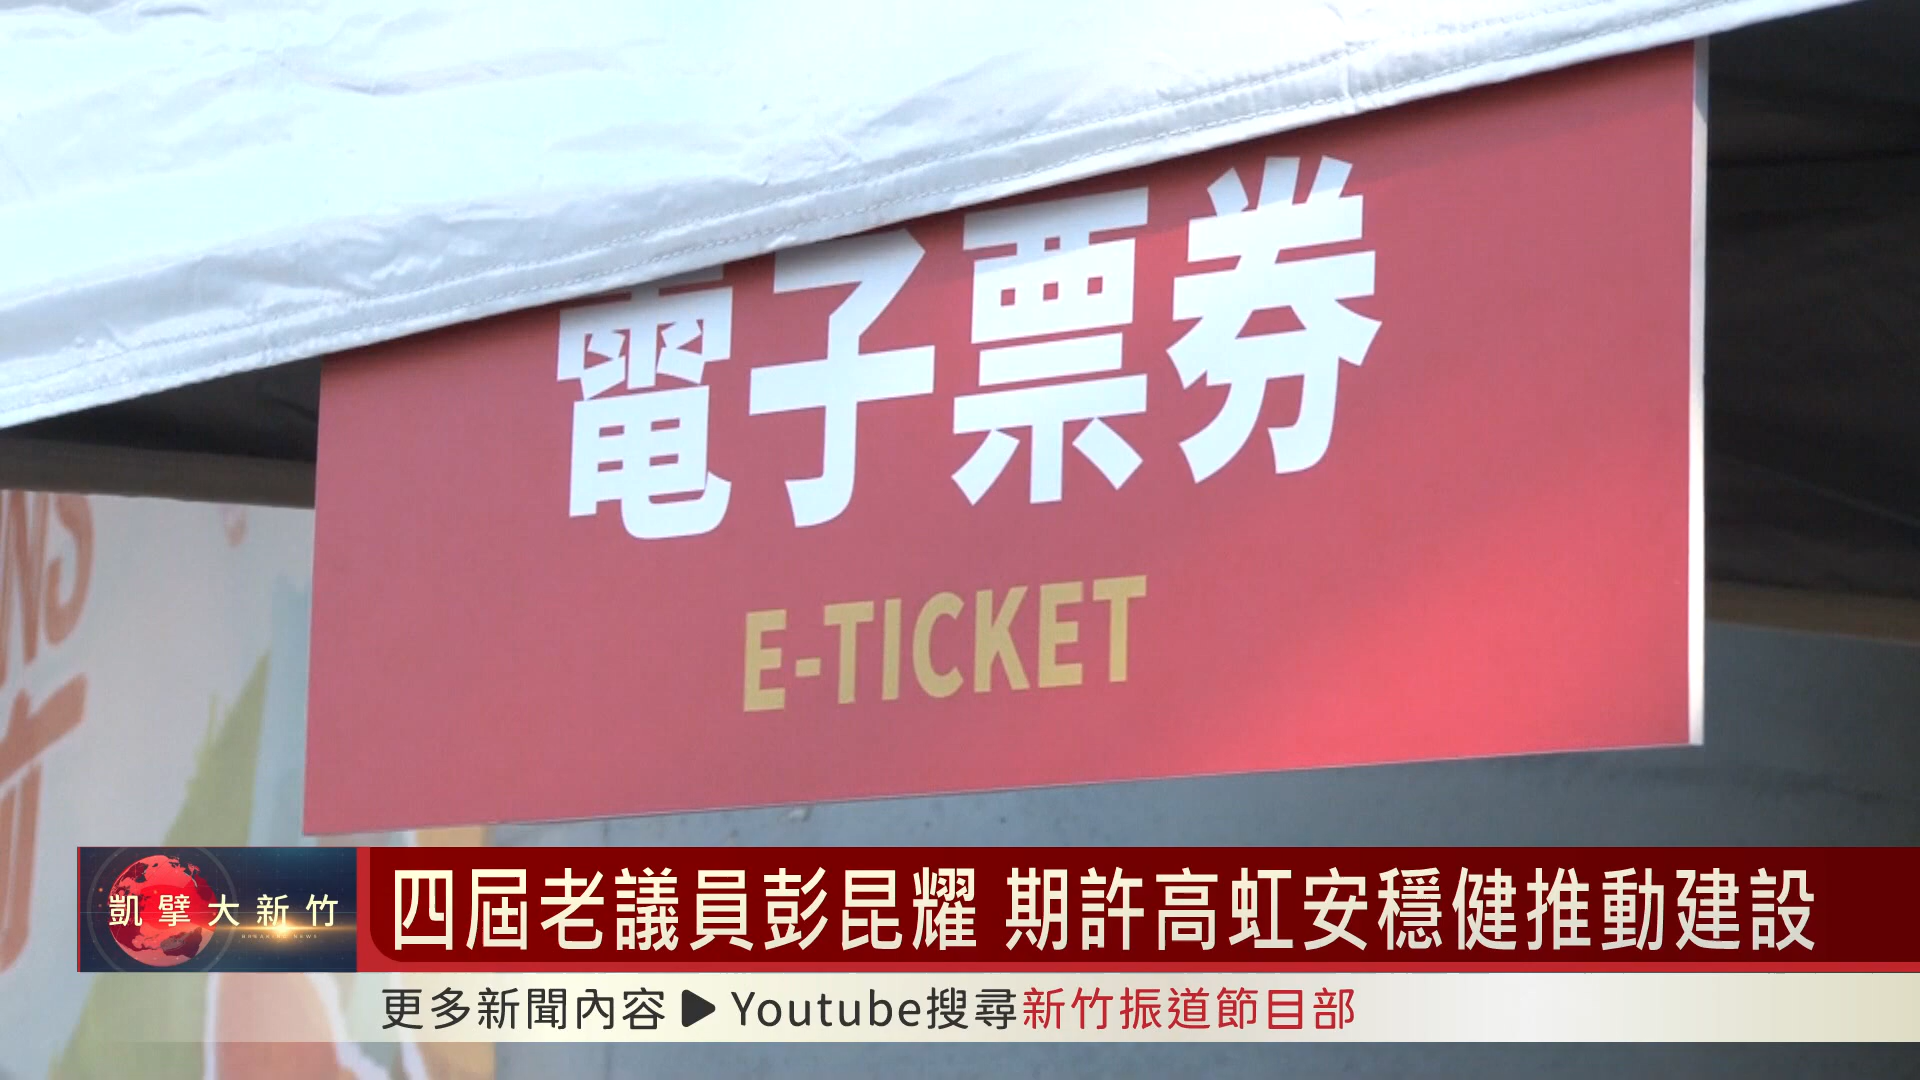 電子票券
E-TICKET
NS
凱擘大新竹
四屆老議員彭昆耀 期許高虹安穩健推動建設
更多新聞內容▶Youtube搜尋新竹振道節目部